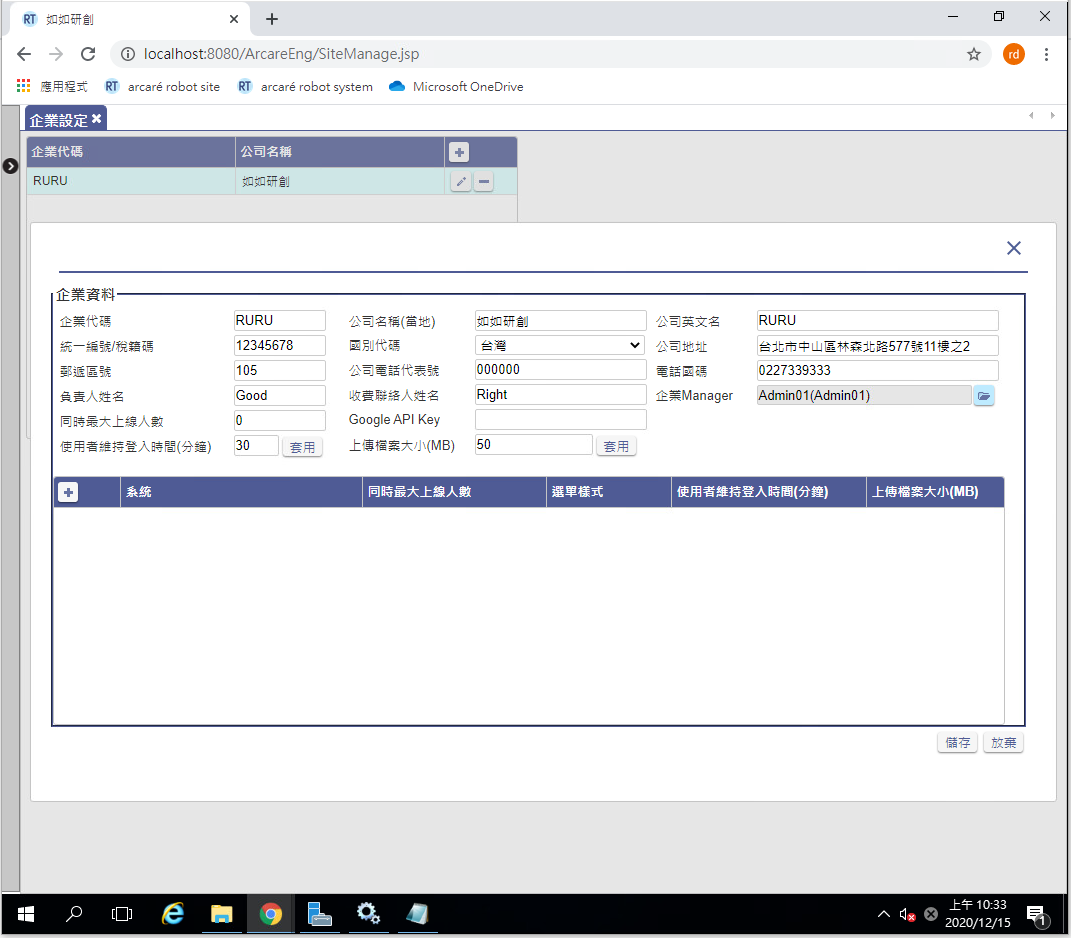 RT 如如研創
localhost:8080/ArcareEng/SiteManage.jsp
rd
應用程式 RT arcaré robot site RT arcaré robot system Microsoft OneDrive
企業設定
企業代碼 公司名稱
RURU 如如研創
企業資料
企業代碼 RURU 公司名稱(當地) 如如研創 公司英文名 RURU
統一編號/稅籍碼 12345678 國別代碼 台灣 公司地址 台北市中山區林森北路577號11樓之2
郵遞區號 105 公司電話代表號 000000 電話國碼 0227339333
負責人姓名 Good 收費聯絡人姓名 Right 企業Manager Admin01(Admin01)
同時最大上線人數 0 Google API Key
使用者維持登入時間(分鐘) 30 套用 上傳檔案大小(MB) 50 套用
系統 同時最大上線人數 選單樣式 使用者維持登入時間(分鐘) 上傳檔案大小(MB)
儲存 放棄
上午 10:33
2020/12/15
1